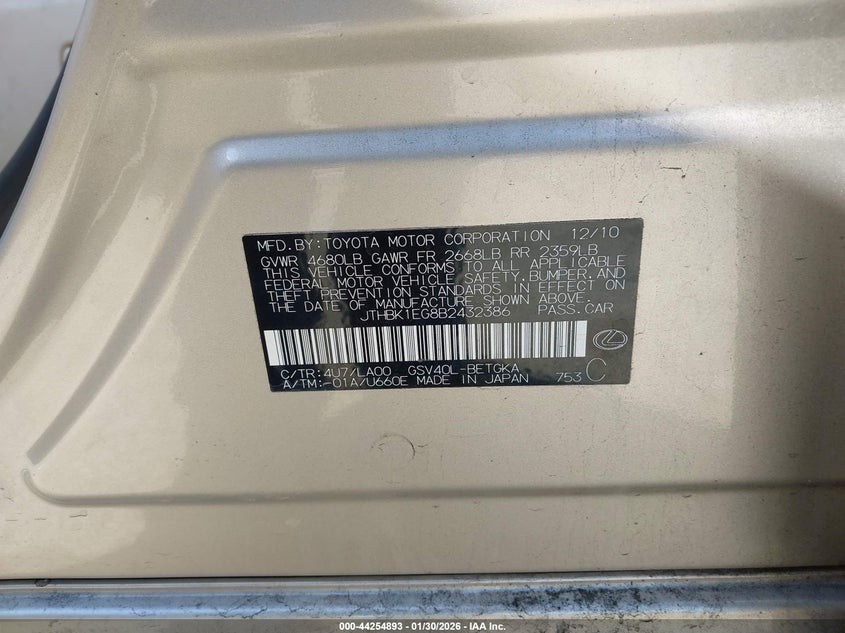 MFD.BY:TOYOTA MOTOR CORPORATION 12/10
GVWR 4680LB GAWR FR 2668LB RR 2359LB
THIS VEHICLE CONFORMS TO ALL APPLICABLE
FEDERAL MOTOR VEHICLE SAFETY,BUMPER,AND
THEFT PREVENTION STANDARDS IN EFFECT ON
THE DATE OF MANUFACTURE SHOWN ABOVE.
JTHBK1EG8B2432386 PASS.CAR
C/TR:4U7/LA00 GSV40L-BETGKA
A/TM:-01A/U660E MADE IN JAPAN 753 C
000-44254893 - 01/30/2026 - IAA Inc.